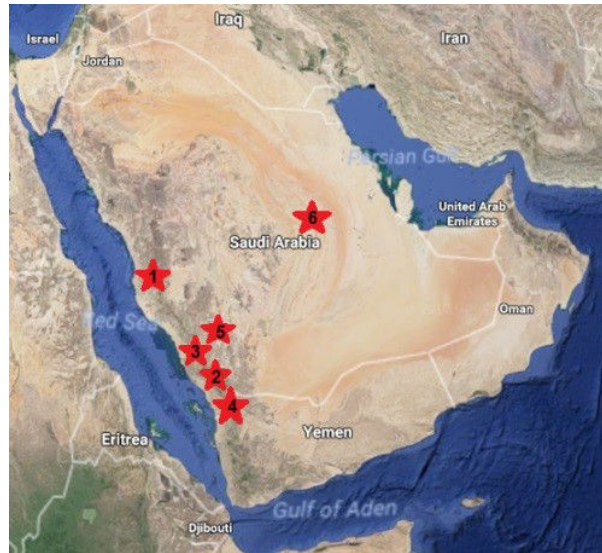 Iraq
Israel
Iran
Jordan
Persian Gulf
6
United Arab
Emirates
Saudi Arabia
1
Oman
Red Sea
5
3
2
4
Yemen
Eritrea
Gulf of Aden
Djibouti